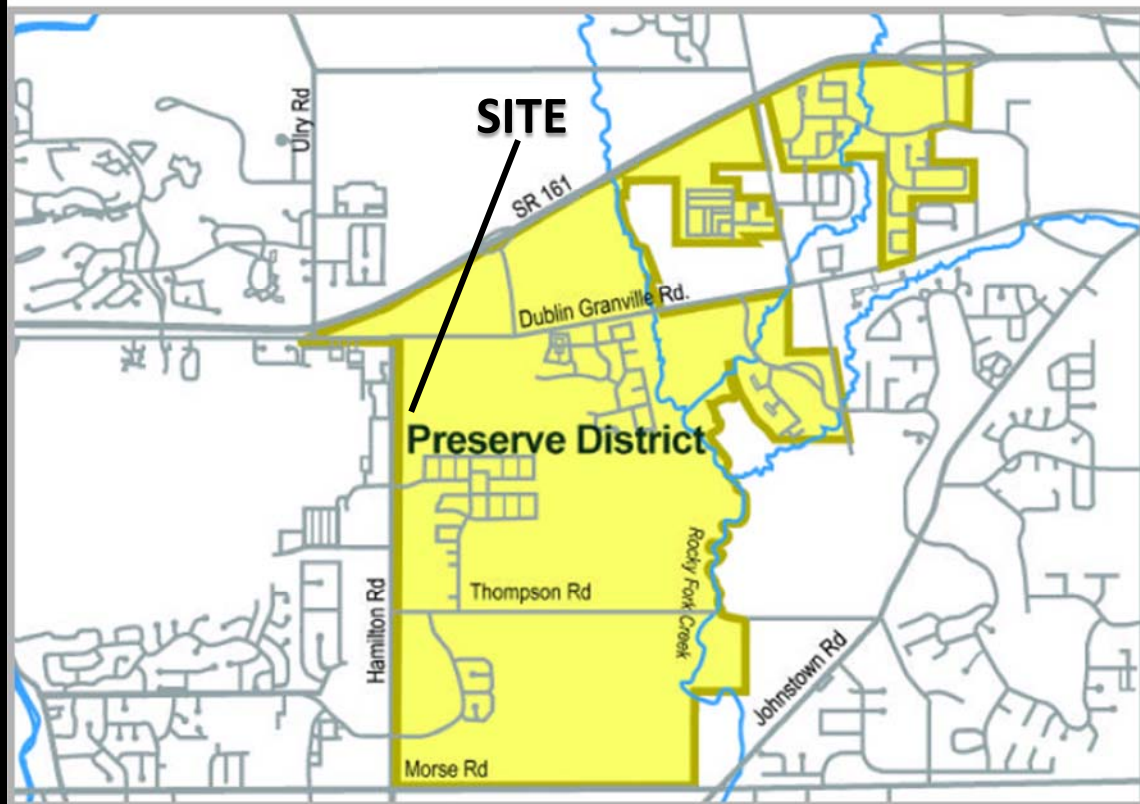 Ulry Rd
SITE
SR 161
Dublin Granville Rd.
Preserve District
Rocky Fork Creek
Thompson Rd
Hamilton Rd
Johnstown Rd
Morse Rd